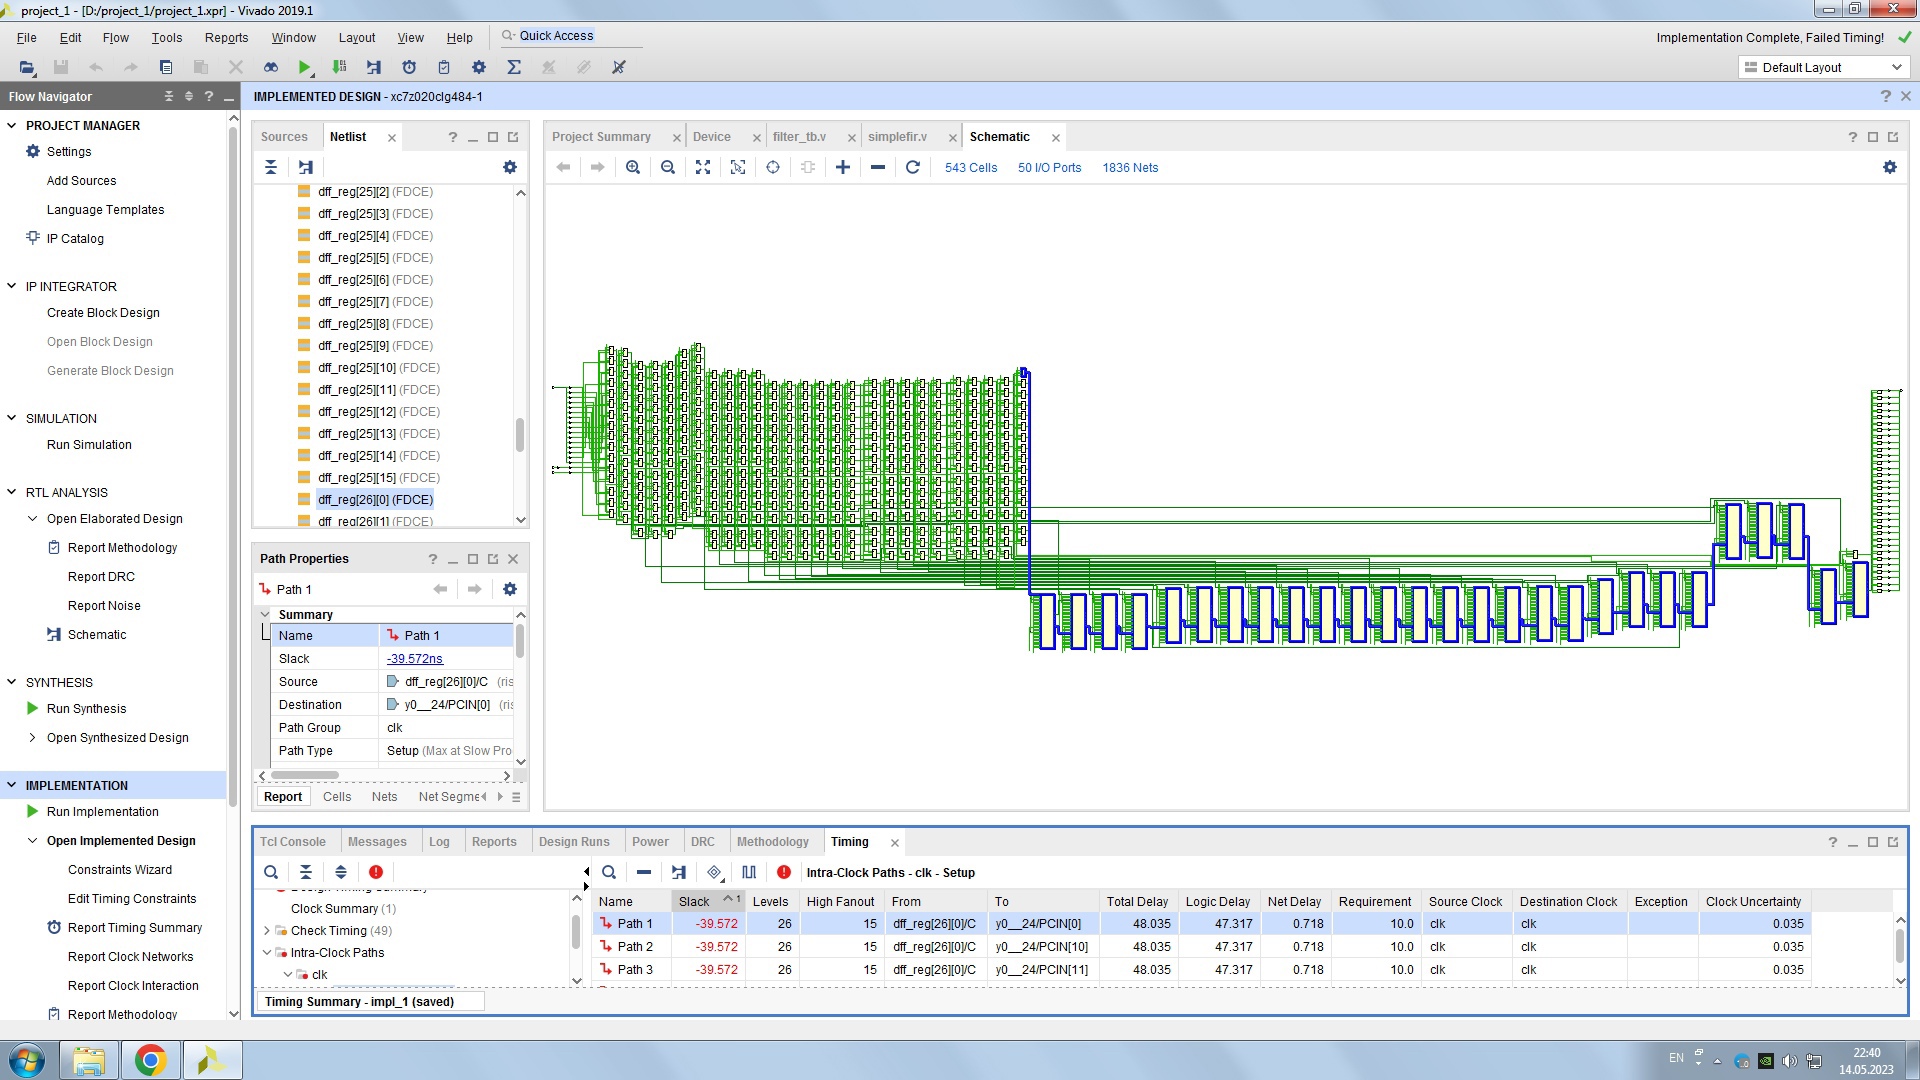 project_1 - [D:/project_1/project_1.xpr] - Vivado 2019.1
File Edit Flow Tools Reports Window Layout View Help Quick Access
Implementation Complete, Failed Timing!
Default Layout
Flow Navigator
PROJECT MANAGER
Settings
Add Sources
Language Templates
IP Catalog
IP INTEGRATOR
Create Block Design
Open Block Design
Generate Block Design
SIMULATION
Run Simulation
RTL ANALYSIS
Open Elaborated Design
Report Methodology
Report DRC
Report Noise
Schematic
SYNTHESIS
Run Synthesis
Open Synthesized Design
IMPLEMENTATION
Run Implementation
Open Implemented Design
Constraints Wizard
Edit Timing Constraints
Report Timing Summary
Report Clock Networks
Report Clock Interaction
Report Methodology
IMPLEMENTED DESIGN - xc7z020clg484-1
Sources Netlist
dff_reg[25][2] (FDCE)
dff_reg[25][3] (FDCE)
dff_reg[25][4] (FDCE)
dff_reg[25][5] (FDCE)
dff_reg[25][6] (FDCE)
dff_reg[25][7] (FDCE)
dff_reg[25][8] (FDCE)
dff_reg[25][9] (FDCE)
dff_reg[25][10] (FDCE)
dff_reg[25][11] (FDCE)
dff_reg[25][12] (FDCE)
dff_reg[25][13] (FDCE)
dff_reg[25][14] (FDCE)
dff_reg[25][15] (FDCE)
dff_reg[26][0] (FDCE)
dff_reg[26][1] (FDCE)
Path Properties
Path 1
Summary
Name Path 1
Slack -39.572ns
Source dff_reg[26][0]/C (ris
Destination y0__24/PCIN[0] (ris
Path Group clk
Path Type Setup (Max at Slow Pro
Report Cells Nets Net Segme
Project Summary Device filter_tb.v simplefir.v Schematic
543 Cells 50 I/O Ports 1836 Nets
Tcl Console Messages Log Reports Design Runs Power DRC Methodology Timing
Design Timing Summary
Clock Summary (1)
Check Timing (49)
Intra-Clock Paths
clk
Timing Summary - impl_1 (saved)
Intra-Clock Paths - clk - Setup
Name Slack 1 Levels High Fanout From To Total Delay Logic Delay Net Delay Requirement Source Clock Destination Clock Exception Clock Uncertainty
Path 1 -39.572 26 15 dff_reg[26][0]/C y0__24/PCIN[0] 48.035 47.317 0.718 10.0 clk clk 0.035
Path 2 -39.572 26 15 dff_reg[26][0]/C y0__24/PCIN[10] 48.035 47.317 0.718 10.0 clk clk 0.035
Path 3 -39.572 26 15 dff_reg[26][0]/C y0__24/PCIN[11] 48.035 47.317 0.718 10.0 clk clk 0.035
EN
22:40
14.05.2023